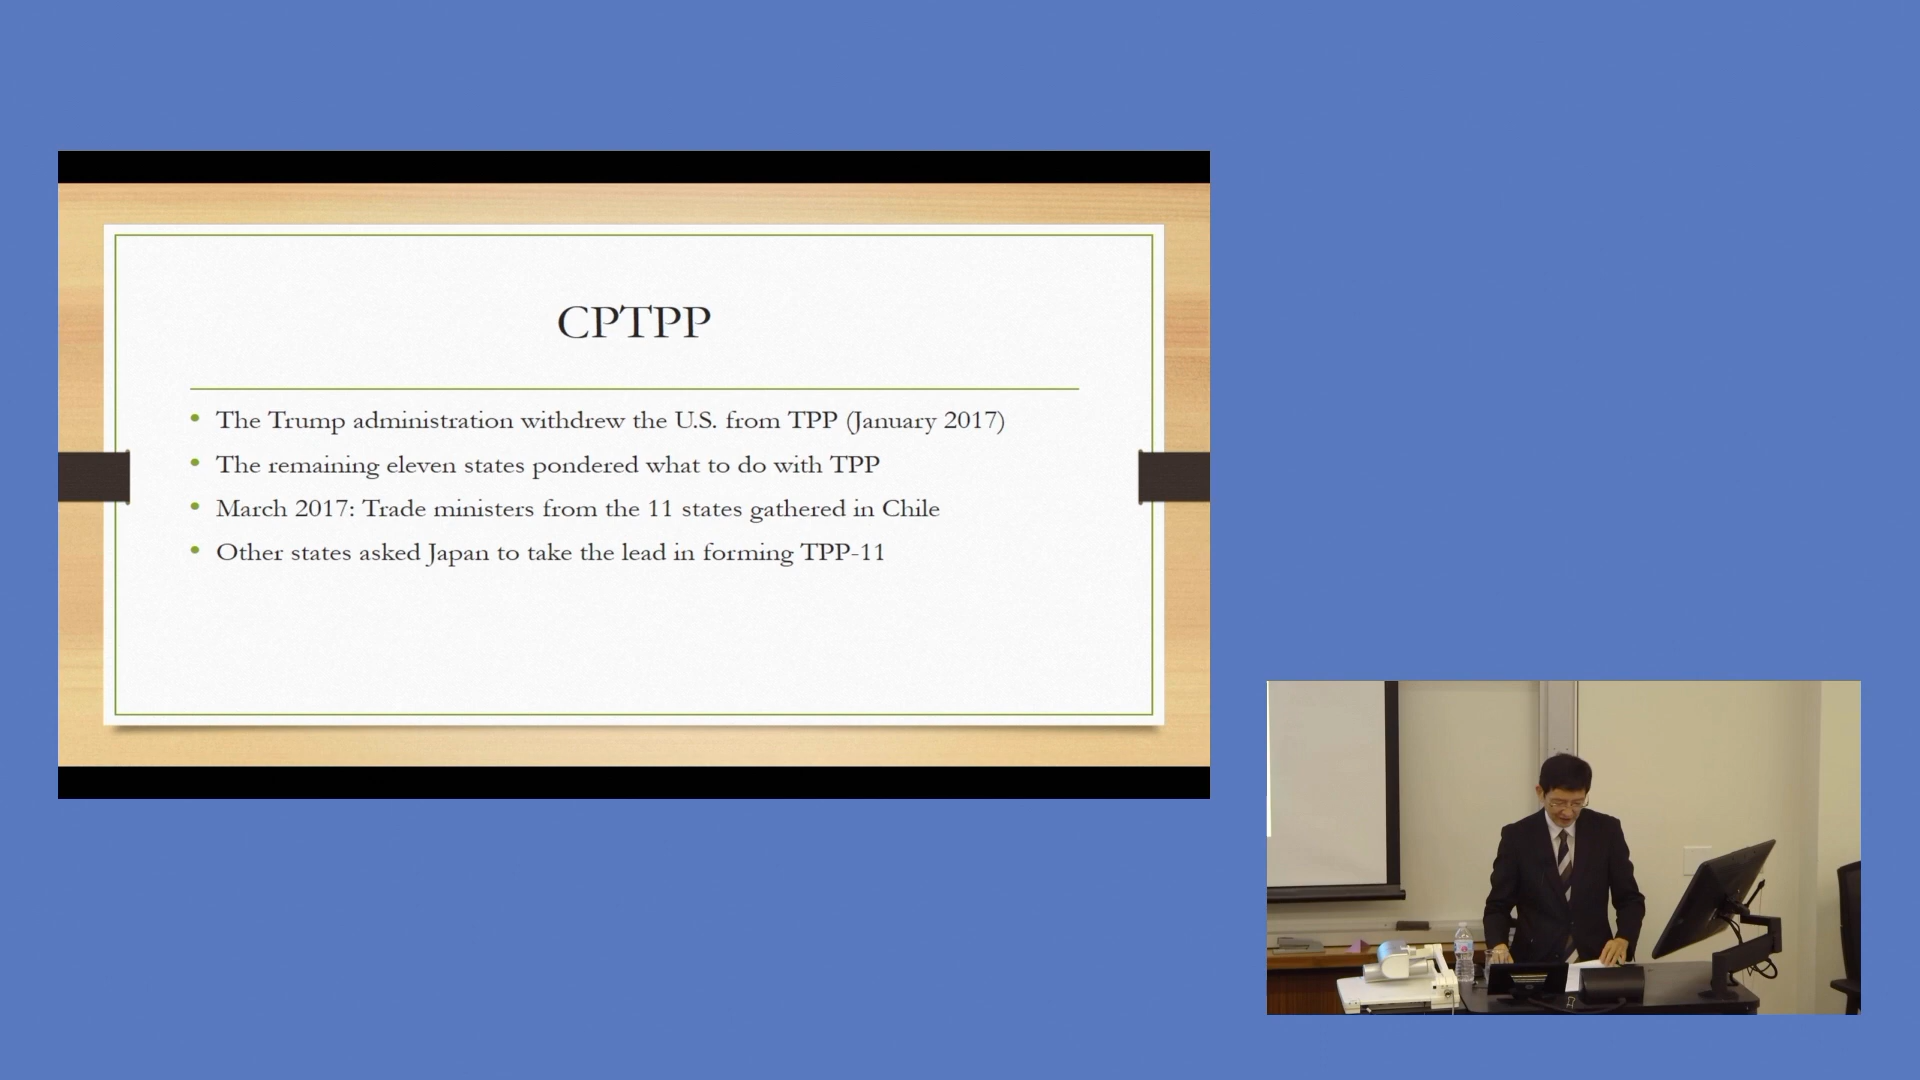 CPTPP
• The Trump administration withdrew the U.S. from TPP (January 2017)
• The remaining eleven states pondered what to do with TPP
• March 2017: Trade ministers from the 11 states gathered in Chile
• Other states asked Japan to take the lead in forming TPP-11